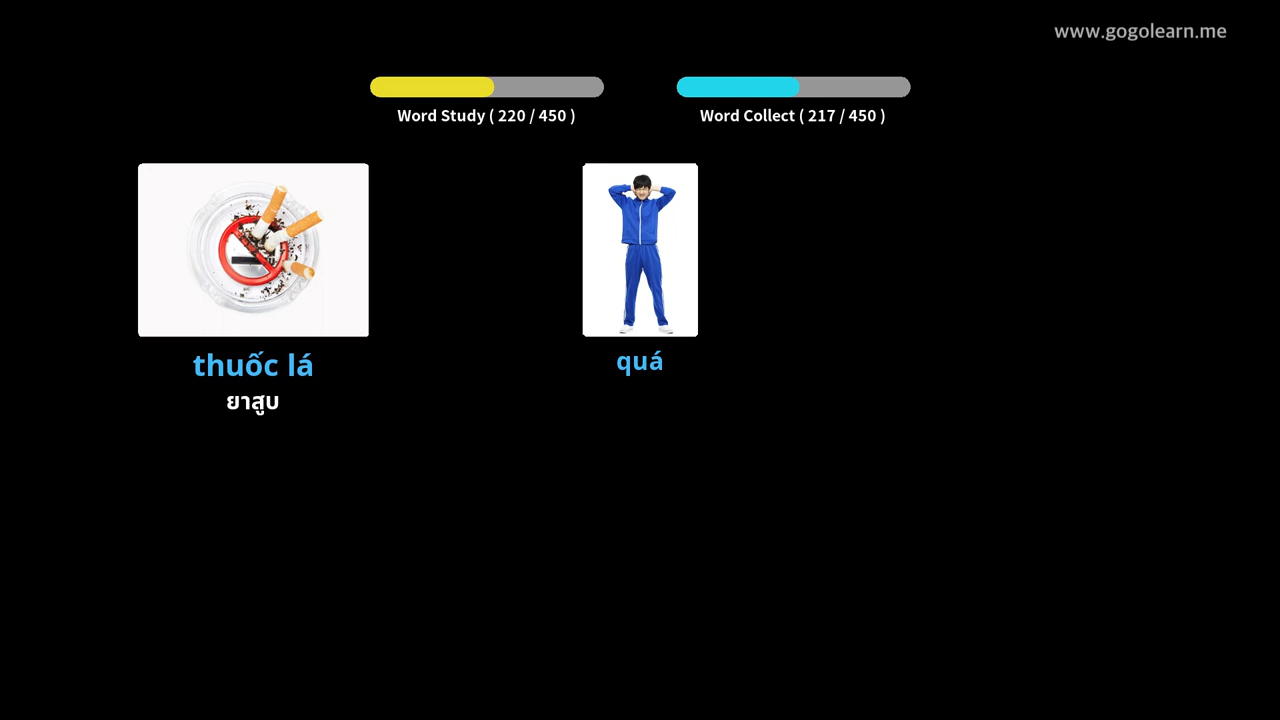 www.gogolearn.me
Word Study ( 220 / 450 )
Word Collect ( 217 / 450 )
thuốc lá
ยาสูบ
quá